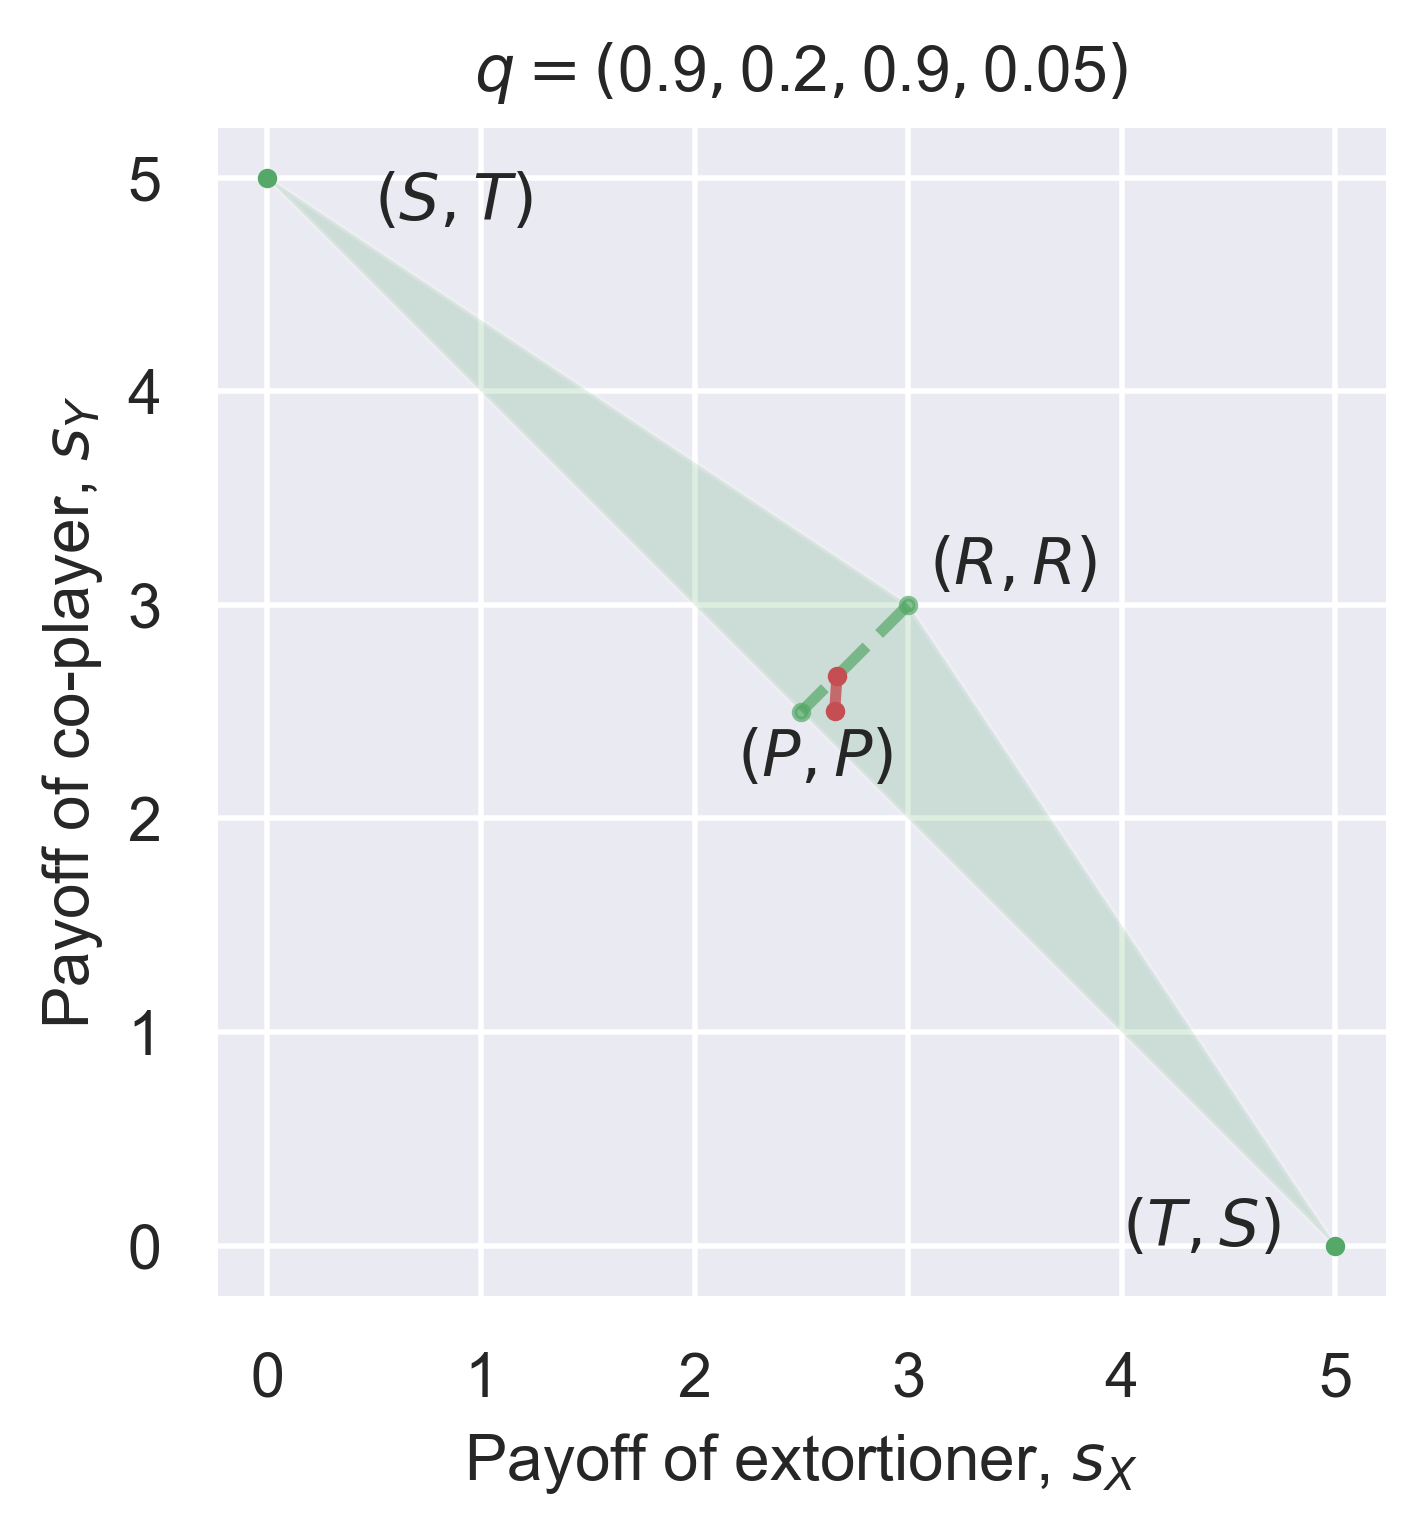 q = (0.9, 0.2, 0.9, 0.05)
5
(S, T)
4
(R, R)
3
(P, P)
2
1
(T, S)
0
0 1 2 3 4 5
Payoff of extortioner, s_X
Payoff of co-player, s_Y